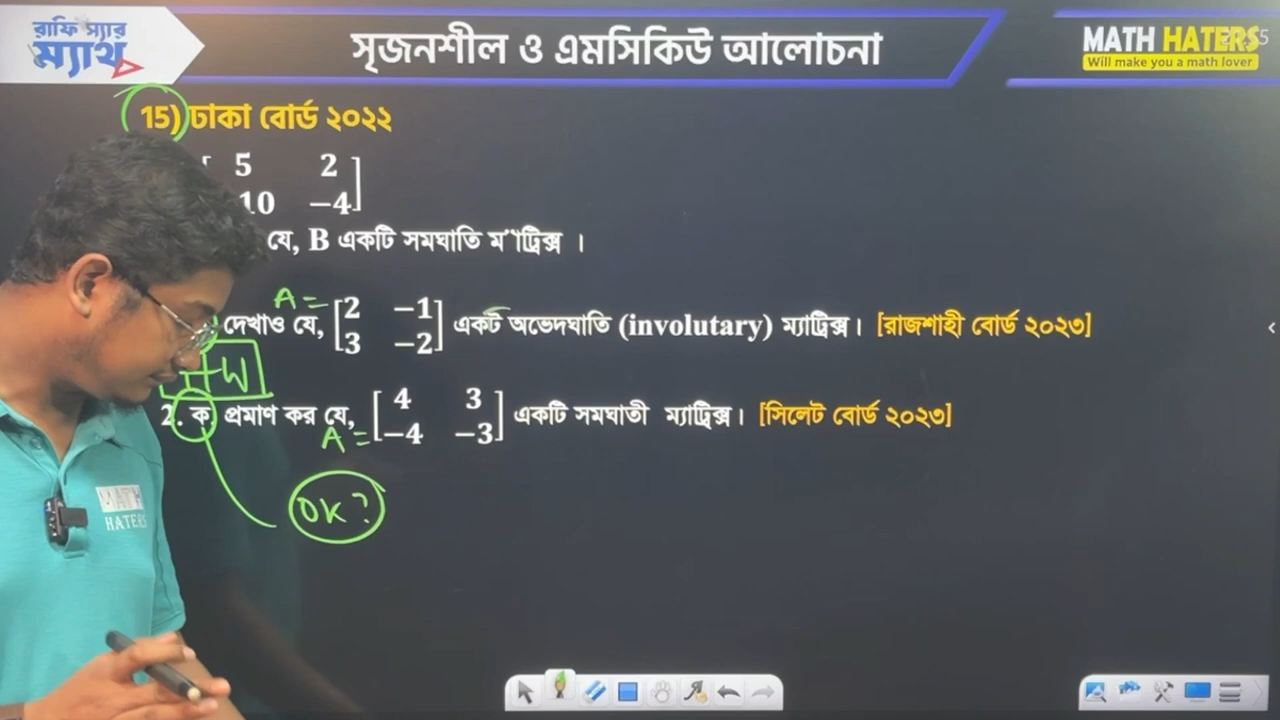 রাফি স্যার
ম্যাথ
সৃজনশীল ও এমসিকিউ আলোচনা
MATH HATERS
Will make you a math lover
15) ঢাকা বোর্ড ২০২২
5 2
10 −4
যে, B একটি সমঘাতি ম্যাট্রিক্স ।
A = [2 −1
3 −2]
দেখাও যে, একটি অভেদঘাতি (involutary) ম্যাট্রিক্স। [রাজশাহী বোর্ড ২০২৩]
2. ক প্রমাণ কর যে, একটি সমঘাতী ম্যাট্রিক্স। [সিলেট বোর্ড ২০২৩]
A = [4 3
−4 −3]
OK?
MATH
HATERS